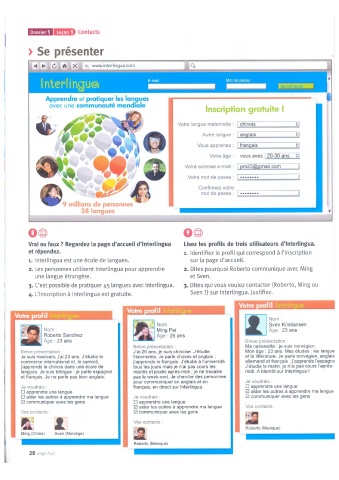 Dossier 1 Leçon 1 Contacts
› Se présenter
www.interlingua.com
E-mail
Mot de passe
Interlingua
Apprendre et pratiquer les langues
avec une communauté mondiale
9 millions de personnes
38 langues
Inscription gratuite !
Votre langue maternelle : chinois
Autre langue : anglais
Vous apprenez : français
Votre âge : vous avez 20-30 ans
Votre adresse e-mail : pm23@gmail.com
Votre mot de passe : ••••••••
Confirmez votre
mot de passe : ••••••••
Vrai ou faux ? Regardez la page d'accueil d'Interlingua
et répondez.
1. Interlingua est une école de langues.
2. Les personnes utilisent Interlingua pour apprendre
une langue étrangère.
3. C'est possible de pratiquer 45 langues avec Interlingua.
4. L'inscription à Interlingua est gratuite.
Lisez les profils de trois utilisateurs d'Interlingua.
1. Identifiez le profil qui correspond à l'inscription
sur la page d'accueil.
2. Dites pourquoi Roberto communique avec Ming
et Sven.
3. Dites qui vous voulez contacter (Roberto, Ming ou
Sven ?) sur Interlingua. Justifiez.
Votre profil Interlingua
Nom
Roberto Sanchez
Âge : 23 ans
Brève présentation :
Je suis mexicain, j'ai 23 ans. J'étudie le
commerce international et, le samedi,
j'apprends le chinois dans une école de
langues. Je suis bilingue : je parle espagnol
et français. Je ne parle pas bien anglais.
Je voudrais :
apprendre une langue
aider les autres à apprendre ma langue
communiquer avec les gens
Vos contacts :
Ming (Chine) Sven (Norvège)
Votre profil Interlingua
Nom
Ming Pei
Âge : 28 ans
Brève présentation :
J'ai 28 ans, je suis chinoise. J'étudie
l'économie. Je parle chinois et anglais.
J'apprends le français. J'étudie à l'université
tous les jours mais je n'ai pas cours les
mardis et jeudis après-midi ; je ne travaille
pas le week-end. Je cherche des personnes
pour communiquer en anglais et en
français, en direct sur Interlingua.
Je voudrais :
apprendre une langue
aider les autres à apprendre ma langue
communiquer avec les gens
Vos contacts :
Roberto (Mexique)
Votre profil Interlingua
Nom
Sven Kristiansen
Âge : 23 ans
Brève présentation :
Ma nationalité : je suis norvégien.
Mon âge : 23 ans. Mes études : les langues
et la littérature. Je parle norvégien, anglais,
allemand et français ; j'apprends l'espagnol.
J'étudie le matin, je n'ai pas cours l'après-
midi. À bientôt sur Interlingua !
Je voudrais :
apprendre une langue
aider les autres à apprendre ma langue
communiquer avec les gens
Vos contacts :
Roberto (Mexique)
28